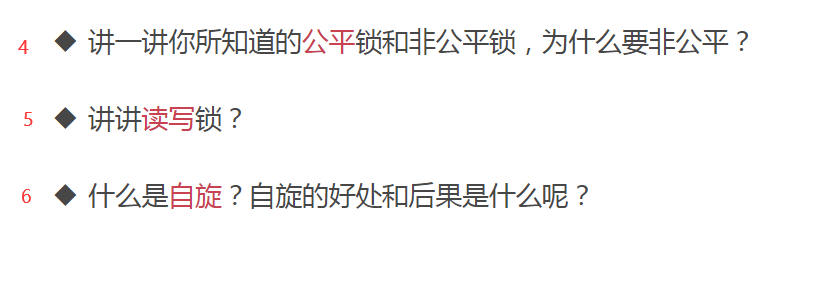 4 ◆ 讲一讲你所知道的公平锁和非公平锁，为什么要非公平？
5 ◆ 讲讲读写锁？
6 ◆ 什么是自旋？自旋的好处和后果是什么呢？